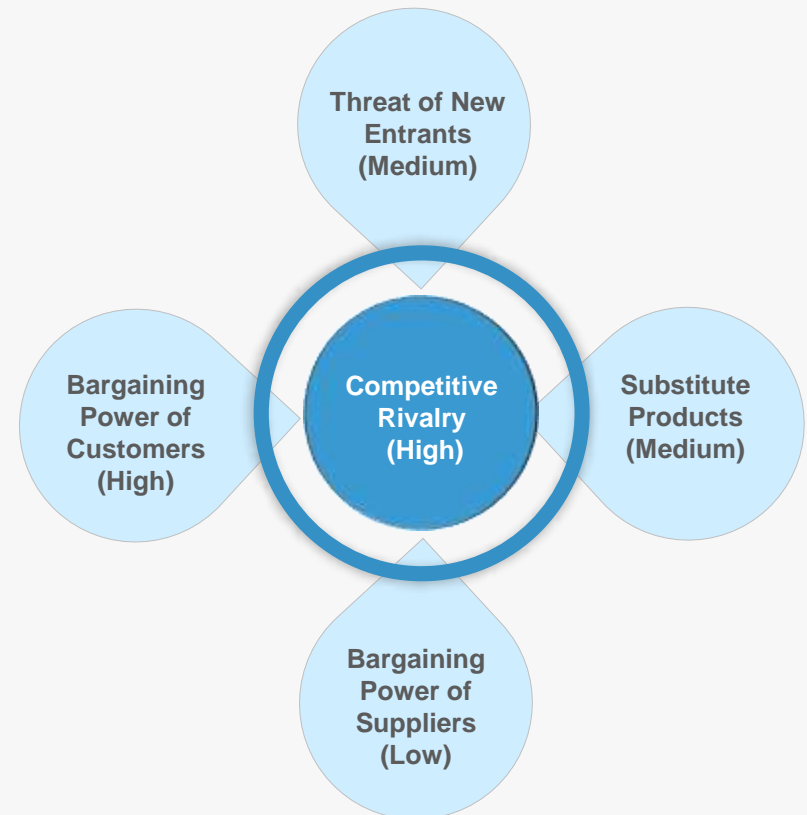 Threat of New
Entrants
(Medium)
Bargaining
Power of
Customers
(High)
Competitive
Rivalry
(High)
Substitute
Products
(Medium)
Bargaining
Power of
Suppliers
(Low)